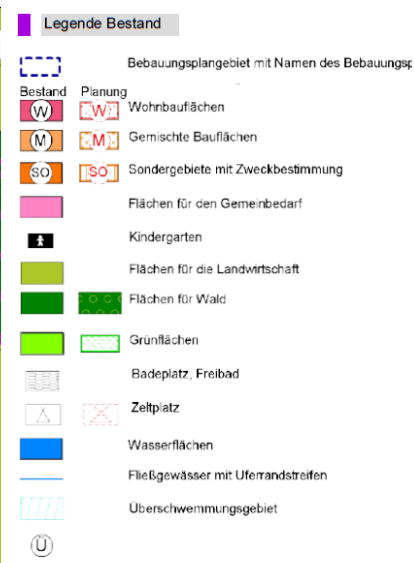 Legende Bestand
Bebauungsplangebiet mit Namen des Bebauungsp
Bestand Planung
W W Wohnbauflächen
M M Gemischte Bauflächen
SO SO Sondergebiete mit Zweckbestimmung
Flächen für den Gemeinbedarf
Kindergarten
Flächen für die Landwirtschaft
Flächen für Wald
Grünflächen
Badeplatz, Freibad
Zeltplatz
Wasserflächen
Fließgewässer mit Uferrandstreifen
Überschwemmungsgebiet
Ü